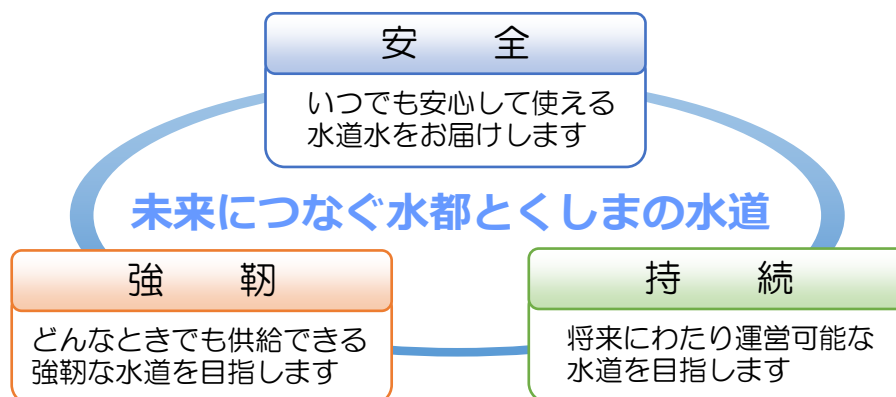 安　全
いつでも安心して使える
水道水をお届けします
未来につなぐ水都とくしまの水道
強　靭
どんなときでも供給できる
強靭な水道を目指します
持　続
将来にわたり運営可能な
水道を目指します